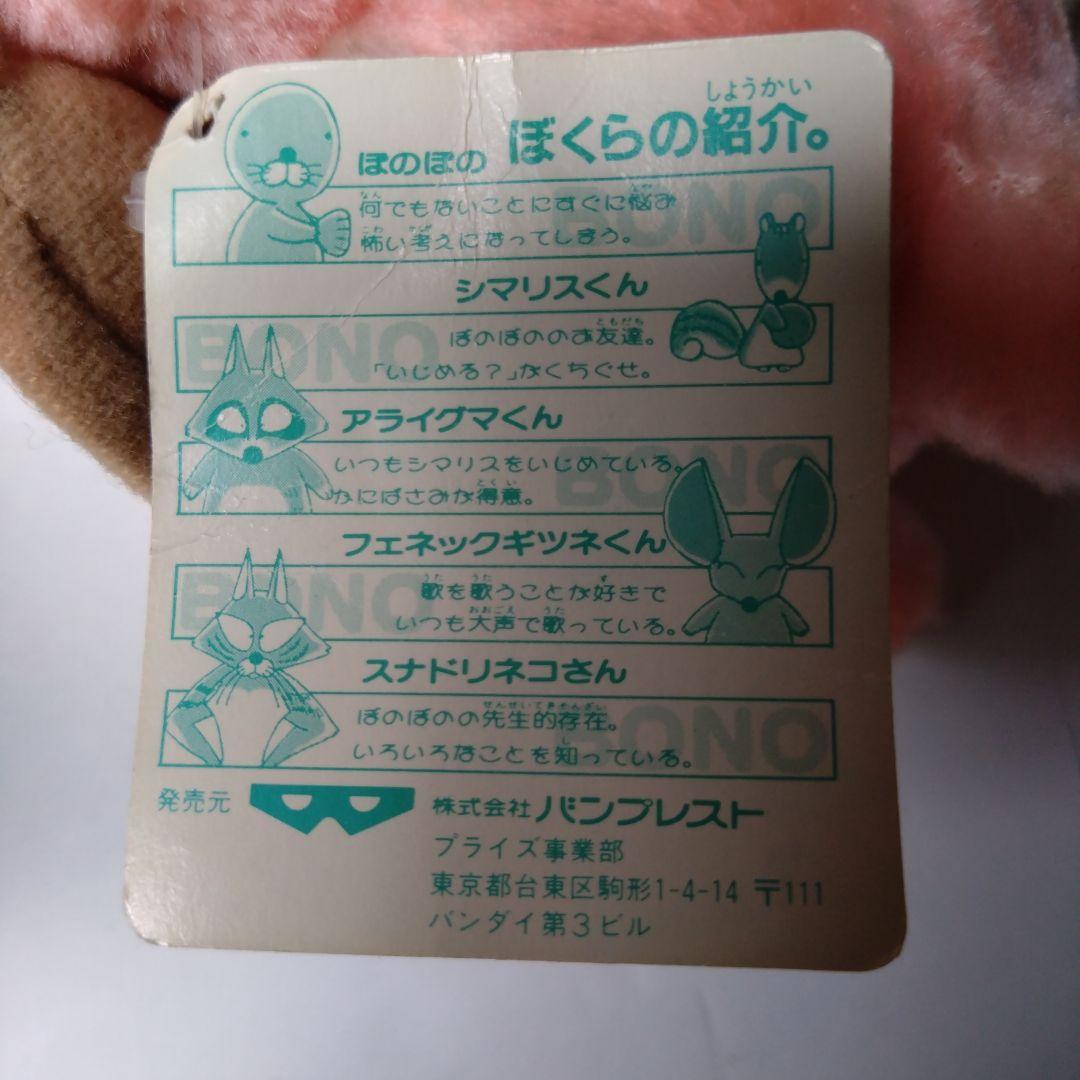 ぼくらの紹介。
しょうかい
ぼのぼの
BONO
何でもないことにすぐに悩み
怖い考えになってしまう。
シマリスくん
BONO
ぼのぼののお友達。
「いじめる?」がくちぐせ。
アライグマくん
BONO
いつもシマリスをいじめている。
かにばさみが得意。
フェネックギツネくん
BONO
歌を歌うことが好きで
いつも大声で歌っている。
スナドリネコさん
BONO
ぼのぼのの先生的存在。
いろいろなことを知っている。
発売元 株式会社 バンプレスト
プライズ事業部
東京都台東区駒形1-4-14 〒111
バンダイ第3ビル